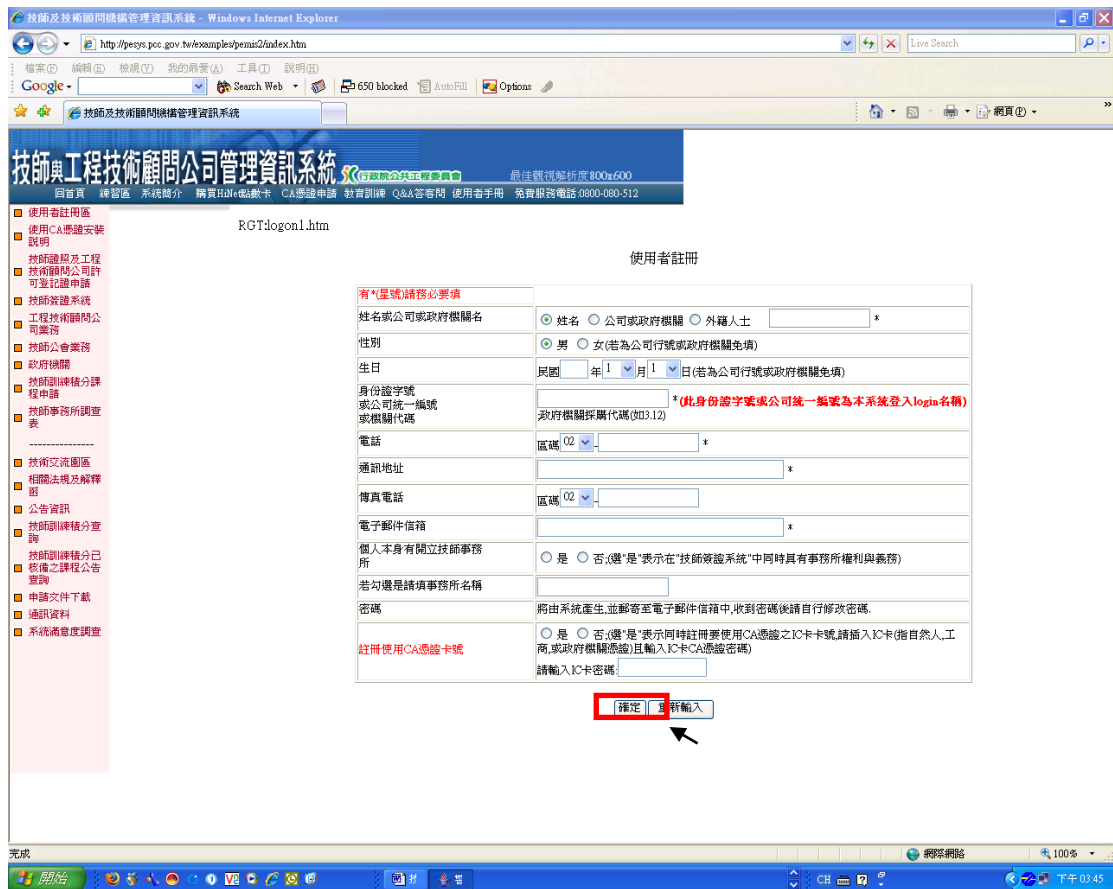 技師及技術顧問機構管理資訊系統 - Windows Internet Explorer
http://pesys.pcc.gov.tw/examples/pemis2/index.htm
Live Search
檔案(F) 編輯(E) 檢視(V) 我的最愛(A) 工具(T) 說明(H)
Google
Search Web
650 blocked
AutoFill
Options
技師及技術顧問機構管理資訊系統
網頁(P)
技師與工程技術顧問公司管理資訊系統
行政院公共工程委員會
最佳觀視解析度800x600
回首頁 練習區 系統簡介 購買HiNet點數卡 CA憑證申請 教育訓練 Q&A答客問 使用者手冊 免費服務電話:0800-080-512
使用者註冊區
使用CA憑證安裝
說明
技師證照及工程
技術顧問公司許
可登記證申請
技師簽證系統
工程技術顧問公
司業務
技師公會業務
政府機關
技師訓練積分課
程申請
技師事務所調查
表
---------------
技術交流園區
相關法規及解釋
函
公告資訊
技師訓練積分查
詢
技師訓練積分已
核備之課程公告
查詢
申請文件下載
通訊資料
系統滿意度調查
RGT:logon1.htm
使用者註冊
有*(星號)請務必要填
姓名或公司或政府機關名
姓名 公司或政府機關 外籍人士 *
性別
男 女(若為公司行號或政府機關免填)
生日
民國 年 1 月 1 日(若為公司行號或政府機關免填)
身份證字號
或公司統一編號
或機關代碼
*(此身份證字號或公司統一編號為本系統登入login名稱)
政府機關採購代碼(如3.12)
電話
區碼 02 - *
通訊地址
*
傳真電話
區碼 02 -
電子郵件信箱
*
個人本身有開立技師事務
所
是 否;(選"是"表示在"技師簽證系統"中同時具有事務所權利與義務)
若勾選是請填事務所名稱
密碼
將由系統產生,並郵寄至電子郵件信箱中,收到密碼後請自行修改密碼.
註冊使用CA憑證卡號
是 否;(選"是"表示同時註冊要使用CA憑證之IC卡卡號,請插入IC卡(指自然人,工
商,或政府機關憑證)且輸入IC卡CA憑證密碼)
請輸入IC卡密碼:
確定
重新輸入
完成
網際網路
100%
開始
CH
下午 03:45